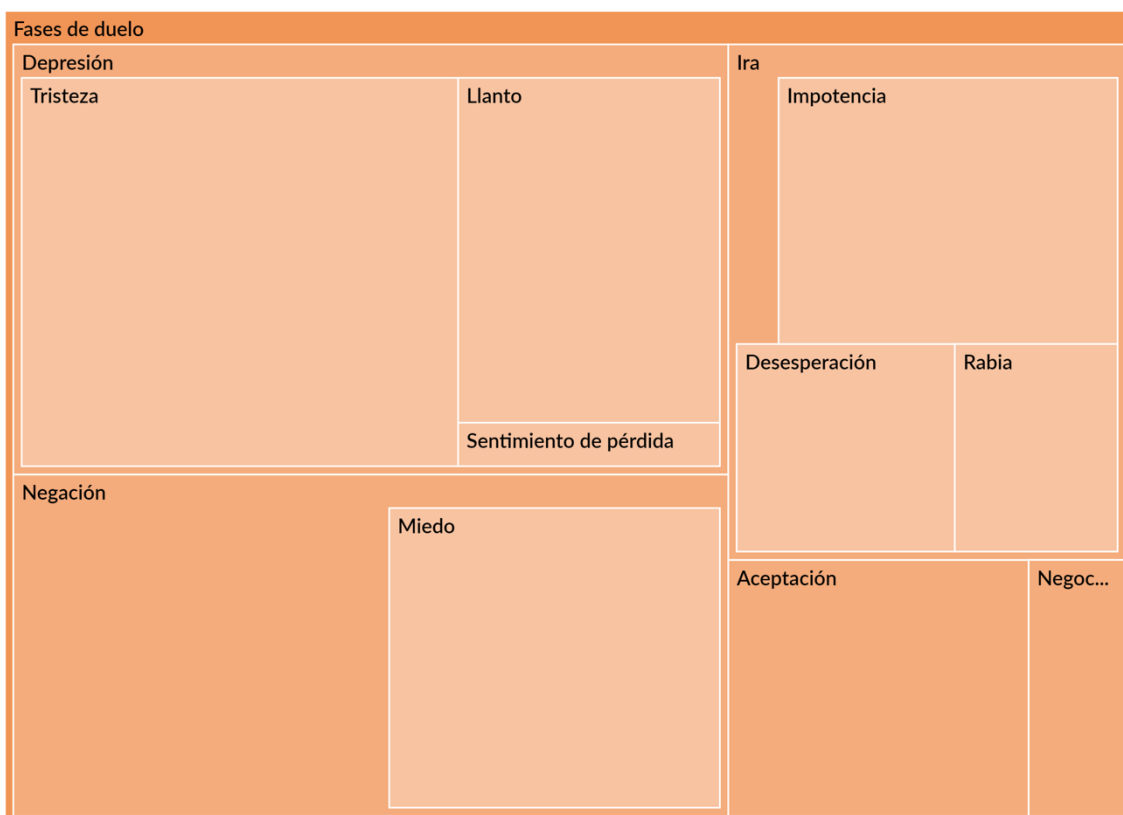 Fases de duelo
Depresión
Ira
Tristeza
Llanto
Impotencia
Desesperación
Rabia
Sentimiento de pérdida
Negación
Miedo
Aceptación
Negoc...